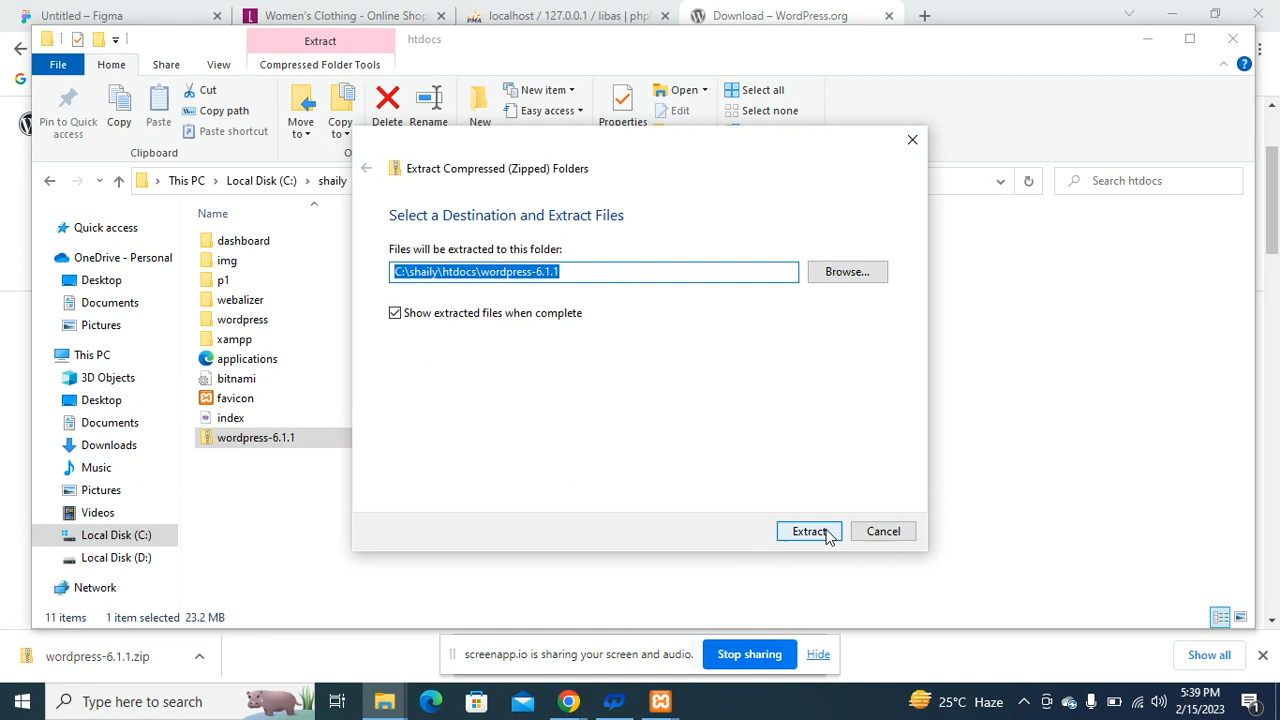 Untitled – Figma
Women's Clothing - Online Shop
localhost / 127.0.0.1 / libas | php
Download – WordPress.org
Extract
htdocs
File
Home
Share
View
Compressed Folder Tools
Pin to Quick access
Copy
Paste
Cut
Copy path
Paste shortcut
Clipboard
Move to
Copy to
Delete
Rename
New
New item
Easy access
Properties
Open
Edit
Select all
Select none
This PC
Local Disk (C:)
shaily
Search htdocs
Name
Quick access
OneDrive - Personal
Desktop
Documents
Pictures
This PC
3D Objects
Desktop
Documents
Downloads
Music
Pictures
Videos
Local Disk (C:)
Local Disk (D:)
Network
dashboard
img
p1
webalizer
wordpress
xampp
applications
bitnami
favicon
index
wordpress-6.1.1
Extract Compressed (Zipped) Folders
Select a Destination and Extract Files
Files will be extracted to this folder:
C:\shaily\htdocs\wordpress-6.1.1
Browse...
Show extracted files when complete
Extract
Cancel
11 items
1 item selected 23.2 MB
wordpress-6.1.1.zip
screenapp.io is sharing your screen and audio.
Stop sharing
Hide
Show all
Type here to search
25°C Haze
5:39 PM
2/15/2023
1